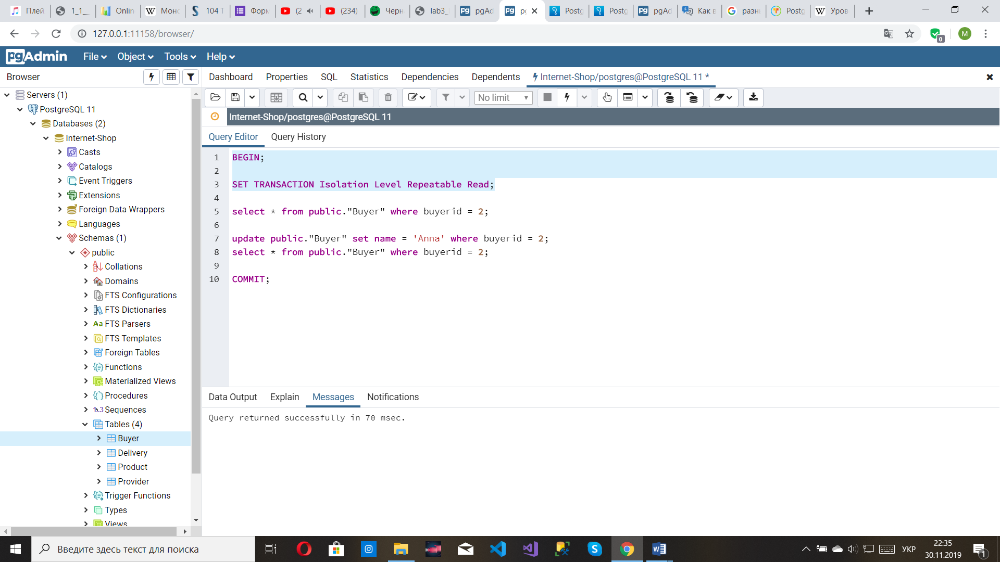 Плей
1_1_
Onlin
Монс
104 Т
Форм
(2
(234)
Черн
lab3_
pgAd
Postg
Postg
pgAd
Как в
разни
Postg
Уров
127.0.0.1:11158/browser/
0
M
pgAdmin File Object Tools Help
Browser
Dashboard Properties SQL Statistics Dependencies Dependents Internet-Shop/postgres@PostgreSQL 11 *
No limit
Internet-Shop/postgres@PostgreSQL 11
Query Editor Query History
Servers (1)
PostgreSQL 11
Databases (2)
Internet-Shop
Casts
Catalogs
Event Triggers
Extensions
Foreign Data Wrappers
Languages
Schemas (1)
public
Collations
Domains
FTS Configurations
FTS Dictionaries
Aa FTS Parsers
FTS Templates
Foreign Tables
Functions
Materialized Views
Procedures
1..3 Sequences
Tables (4)
Buyer
Delivery
Product
Provider
Trigger Functions
Types
Views
1 BEGIN;
2
3 SET TRANSACTION Isolation Level Repeatable Read;
4
5 select * from public."Buyer" where buyerid = 2;
6
7 update public."Buyer" set name = 'Anna' where buyerid = 2;
8 select * from public."Buyer" where buyerid = 2;
9
10 COMMIT;
Data Output Explain Messages Notifications
Query returned successfully in 70 msec.
Введите здесь текст для поиска
УКР
22:35
30.11.2019
1